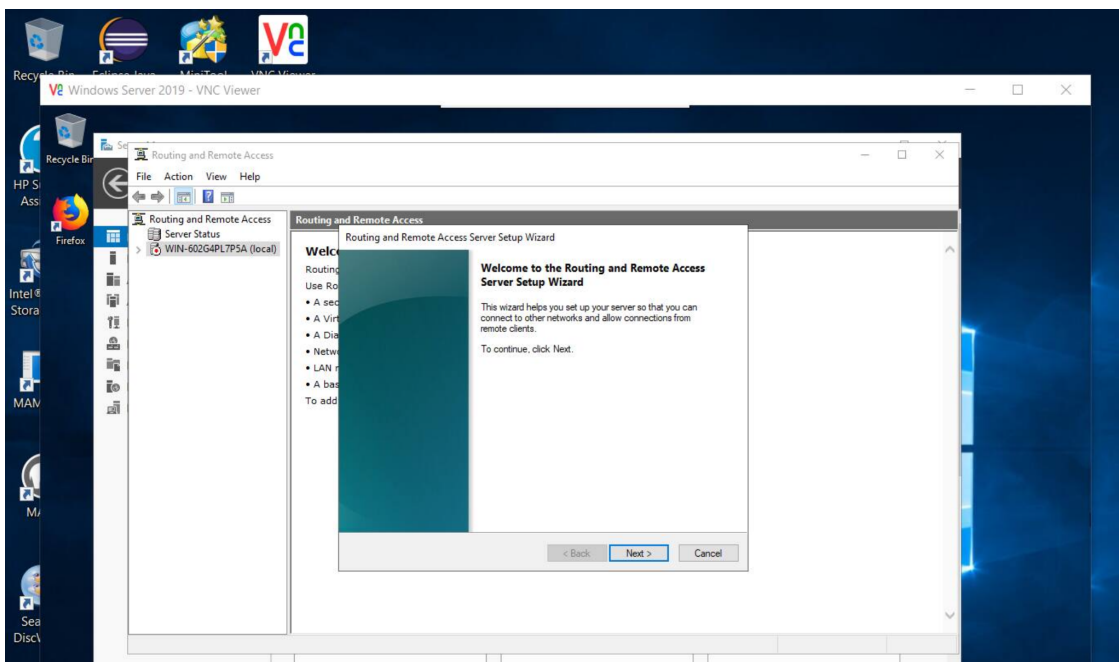 Recycle Bin
Windows Server 2019 - VNC Viewer
Recycle Bin
Routing and Remote Access
HP S
Ass
File Action View Help
Firefox
Routing and Remote Access
Server Status
WIN-602G4PL7P5A (local)
Routing and Remote Access
Welc
Routing
Use Ro
• A sec
• A Virt
• A Dia
• Netw
• LAN r
• A bas
To add
Routing and Remote Access Server Setup Wizard
Welcome to the Routing and Remote Access
Server Setup Wizard
This wizard helps you set up your server so that you can
connect to other networks and allow connections from
remote clients.
To continue, click Next.
< Back Next > Cancel
Intel®
Stora
MAM
MA
Sea
DiscW